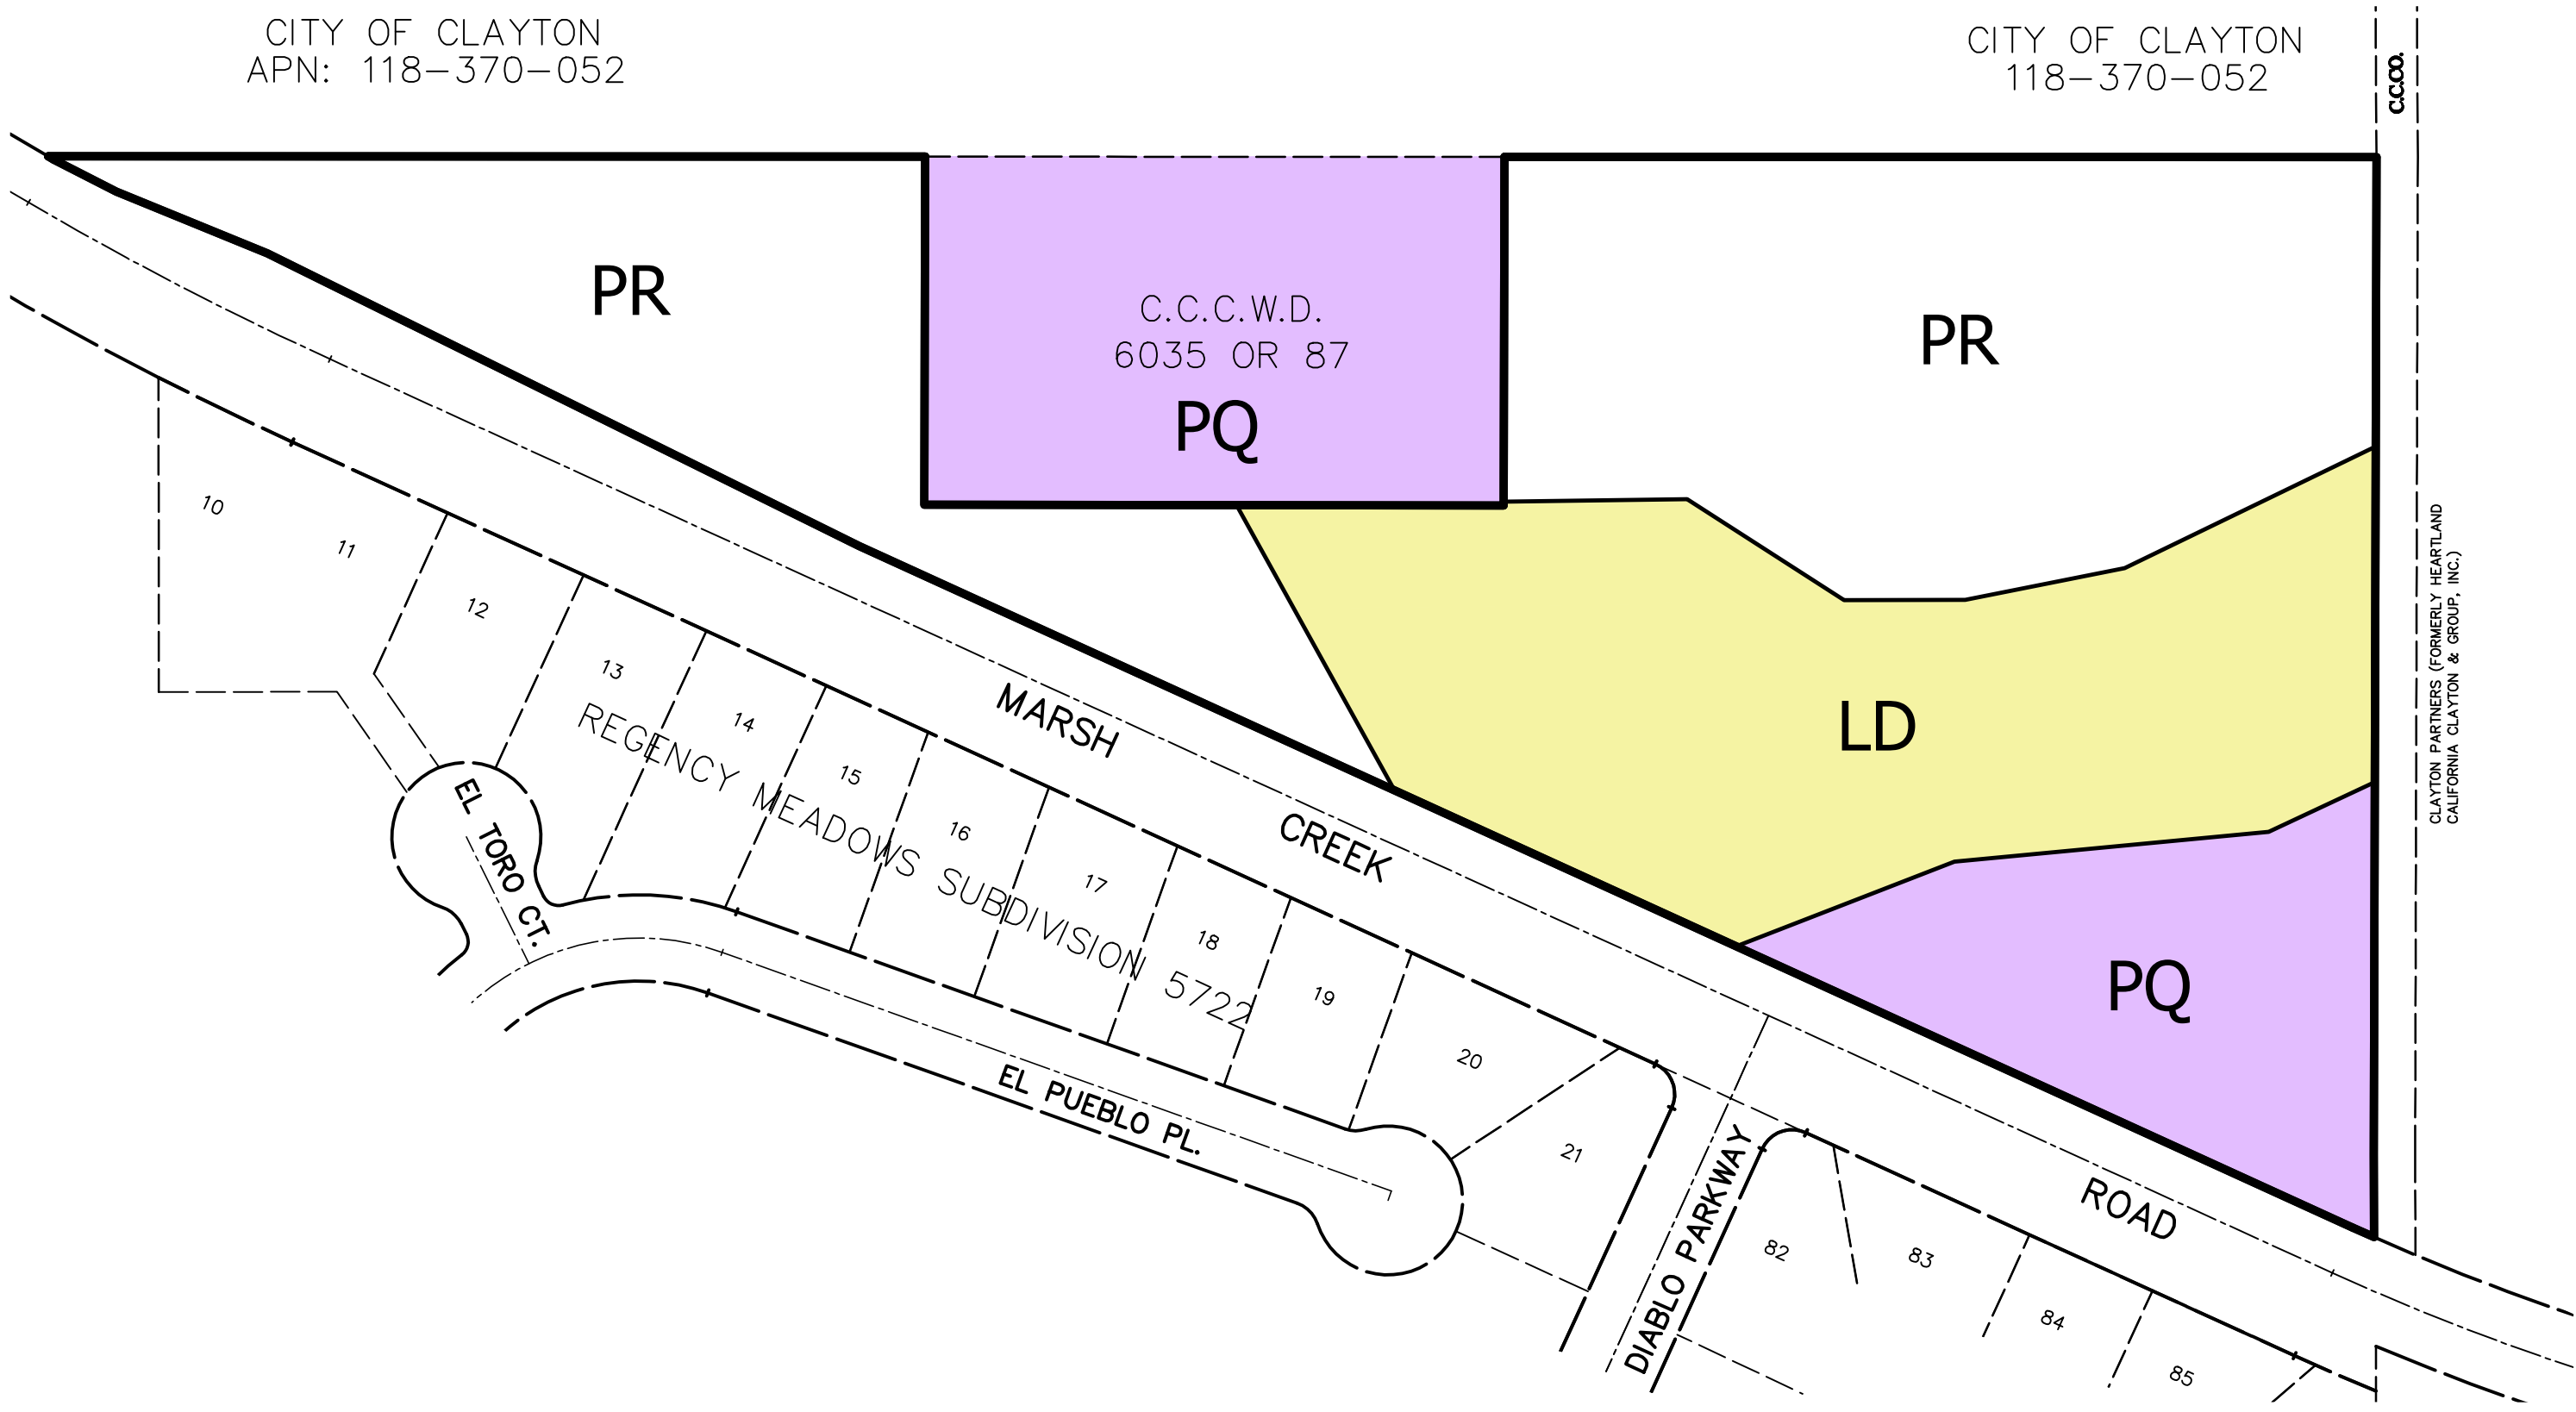 CITY OF CLAYTON
APN: 118-370-052
CITY OF CLAYTON
118-370-052
C.C.CO.
PR
C.C.C.W.D.
6035 OR 87
PQ
PR
LD
PQ
CLAYTON PARTNERS (FORMERLY HEARTLAND
CALIFORNIA CLAYTON & GROUP, INC.)
MARSH CREEK ROAD
10
11
12
13
14
15
16
17
18
19
20
21
REGENCY MEADOWS SUBDIVISION 5722
EL TORO CT.
EL PUEBLO PL.
DIABLO PARKWAY
82
83
84
85